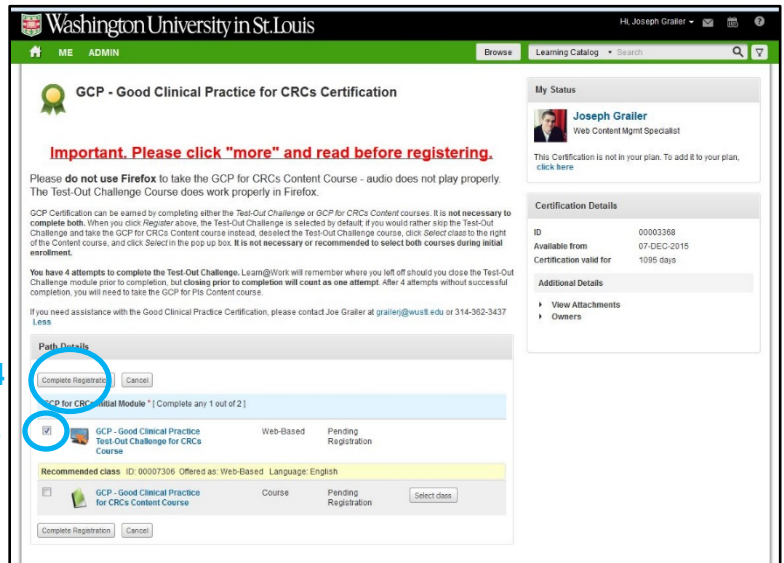 Washington University in St.Louis
Hi, Joseph Grailer
ME ADMIN
Browse
Learning Catalog • Search
GCP - Good Clinical Practice for CRCs Certification
Important. Please click "more" and read before registering.
Please do not use Firefox to take the GCP for CRCs Content Course - audio does not play properly.
The Test-Out Challenge Course does work properly in Firefox.
GCP Certification can be earned by completing either the Test-Out Challenge or GCP for CRCs Content courses. It is not necessary to
complete both. When you click Register above, the Test-Out Challenge is selected by default; if you would rather skip the Test-Out
Challenge and take the GCP for CRCs Content course instead, deselect the Test-Out Challenge course, click Select class to the right
of the Content course, and click Select in the pop up box. It is not necessary or recommended to select both courses during initial
enrollment.
You have 4 attempts to complete the Test-Out Challenge. Learn@Work will remember where you left off should you close the Test-Out
Challenge module prior to completion, but closing prior to completion will count as one attempt. After 4 attempts without successful
completion, you will need to take the GCP for PIs Content course.
If you need assistance with the Good Clinical Practice Certification, please contact Joe Grailer at grailerj@wustl.edu or 314-362-3437
Less
Path Details
4
Complete Registration Cancel
GCP for CRCs Initial Module * [ Complete any 1 out of 2 ]
GCP - Good Clinical Practice
Test-Out Challenge for CRCs
Course
Web-Based
Pending
Registration
Recommended class ID: 00007306 Offered as: Web-Based Language: English
GCP - Good Clinical Practice
for CRCs Content Course
Course
Pending
Registration
Select class
Complete Registration Cancel
My Status
Joseph Grailer
Web Content Mgmt Specialist
This Certification is not in your plan. To add it to your plan,
click here
Certification Details
ID 00003368
Available from 07-DEC-2015
Certification valid for 1095 days
Additional Details
View Attachments
Owners